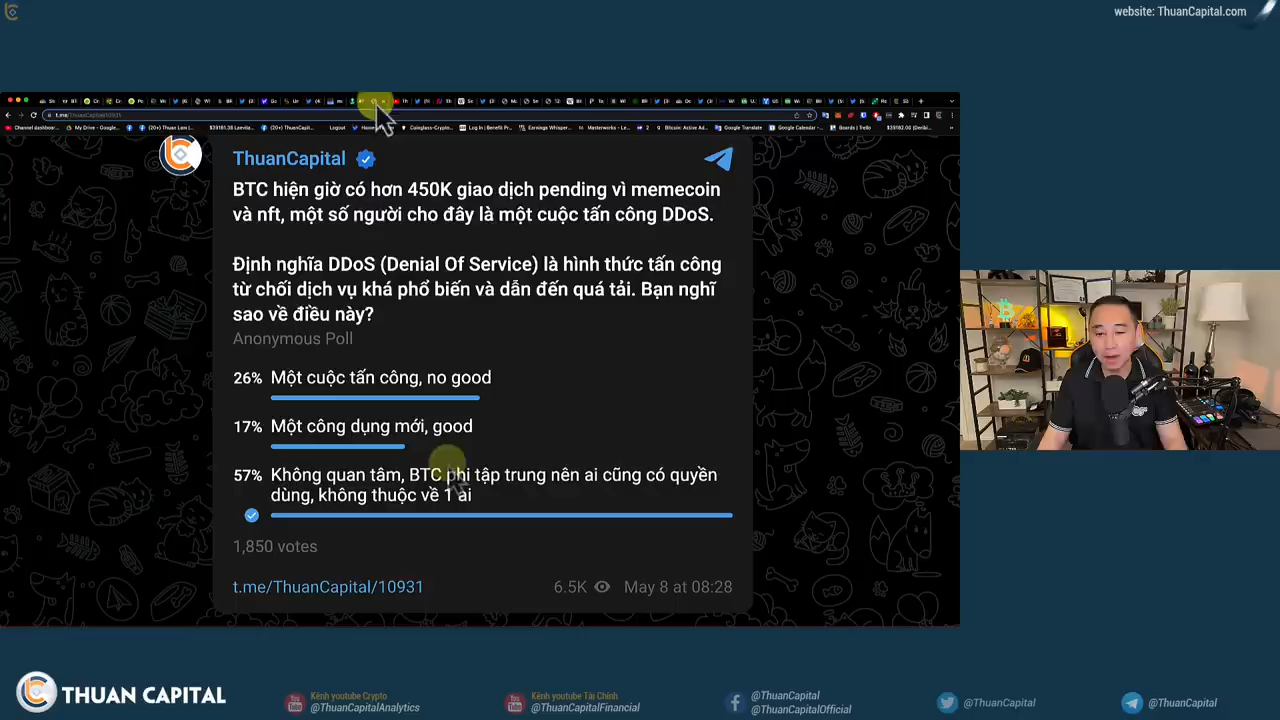 website: ThuanCapital.com
t.me/ThuanCapital/10931
ThuanCapital
BTC hiện giờ có hơn 450K giao dịch pending vì memecoin
và nft, một số người cho đây là một cuộc tấn công DDoS.
Định nghĩa DDoS (Denial Of Service) là hình thức tấn công
từ chối dịch vụ khá phổ biến và dẫn đến quá tải. Bạn nghĩ
sao về điều này?
Anonymous Poll
26% Một cuộc tấn công, no good
17% Một công dụng mới, good
57% Không quan tâm, BTC phi tập trung nên ai cũng có quyền
dùng, không thuộc về 1 ai
1,850 votes
t.me/ThuanCapital/10931 6.5K May 8 at 08:28
THUAN CAPITAL
Kênh youtube Crypto
@ThuanCapitalAnalytics
Kênh youtube Tài Chính
@ThuanCapitalFinancial
@ThuanCapital
@ThuanCapitalOfficial
@ThuanCapital
@ThuanCapital